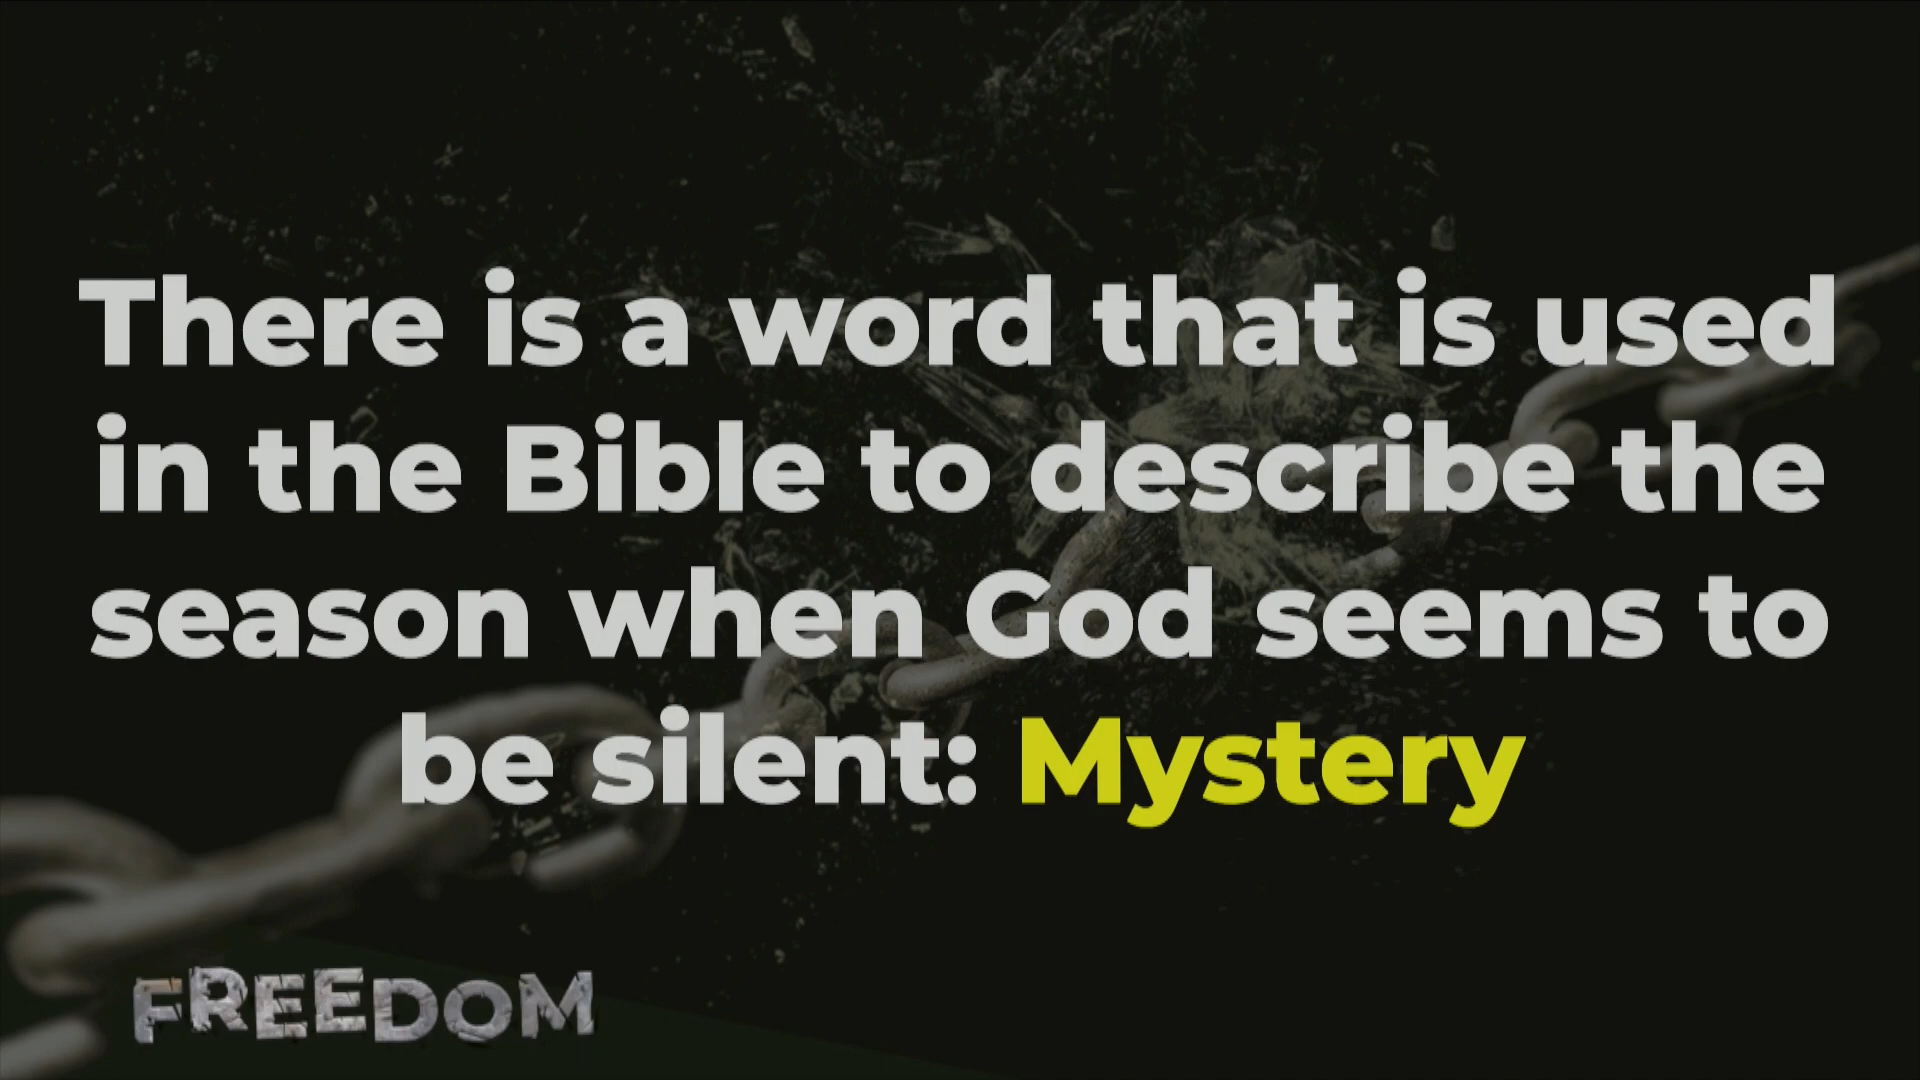 There is a word that is used
in the Bible to describe the
season when God seems to
be silent: Mystery
FREEDOM